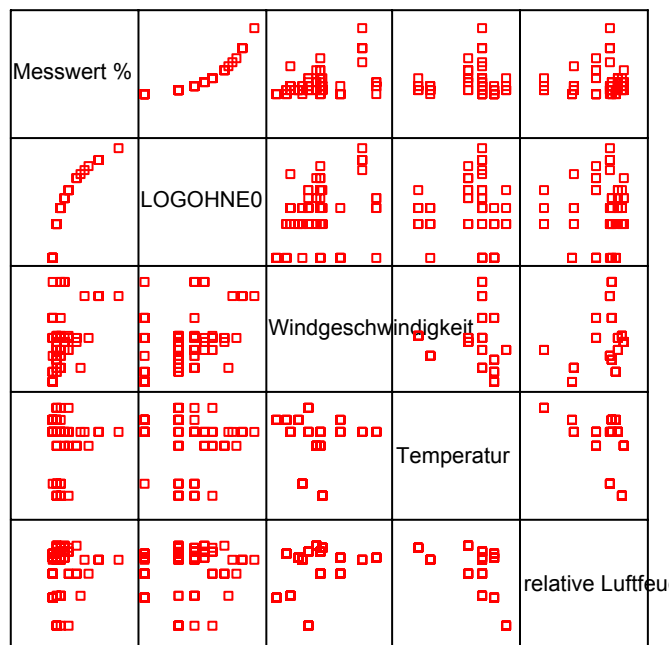 Messwert %
LOGOHNE0
Windgeschwindigkeit
Temperatur
relative Luftfeu